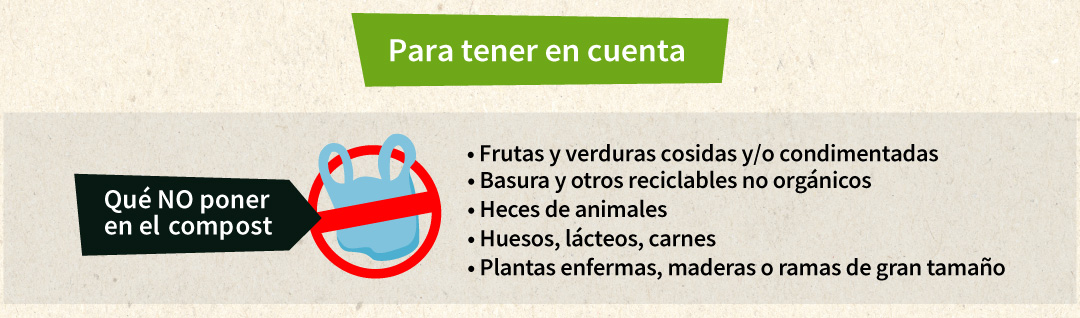 Para tener en cuenta
Qué NO poner
en el compost
• Frutas y verduras cosidas y/o condimentadas
• Basura y otros reciclables no orgánicos
• Heces de animales
• Huesos, lácteos, carnes
• Plantas enfermas, maderas o ramas de gran tamaño